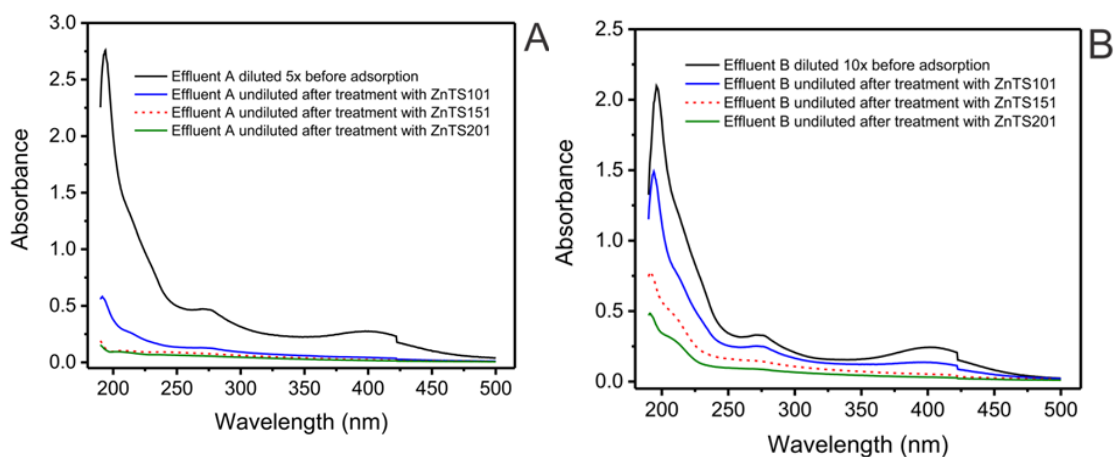 A
3.0
2.5
2.0
1.5
1.0
0.5
0.0
Absorbance
Effluent A diluted 5x before adsorption
Effluent A undiluted after treatment with ZnTS101
Effluent A undiluted after treatment with ZnTS151
Effluent A undiluted after treatment with ZnTS201
200 250 300 350 400 450 500
Wavelength (nm)
B
2.5
2.0
1.5
1.0
0.5
0.0
Absorbance
Effluent B diluted 10x before adsorption
Effluent B undiluted after treatment with ZnTS101
Effluent B undiluted after treatment with ZnTS151
Effluent B undiluted after treatment with ZnTS201
200 250 300 350 400 450 500
Wavelength (nm)